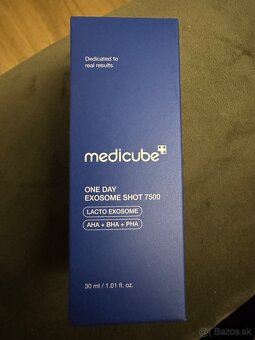 Dedicated to
real results
medicube
ONE DAY
EXOSOME SHOT 7500
LACTO EXOSOME
AHA + BHA + PHA
30 ml / 1.01 fl. oz.
Bazos.sk